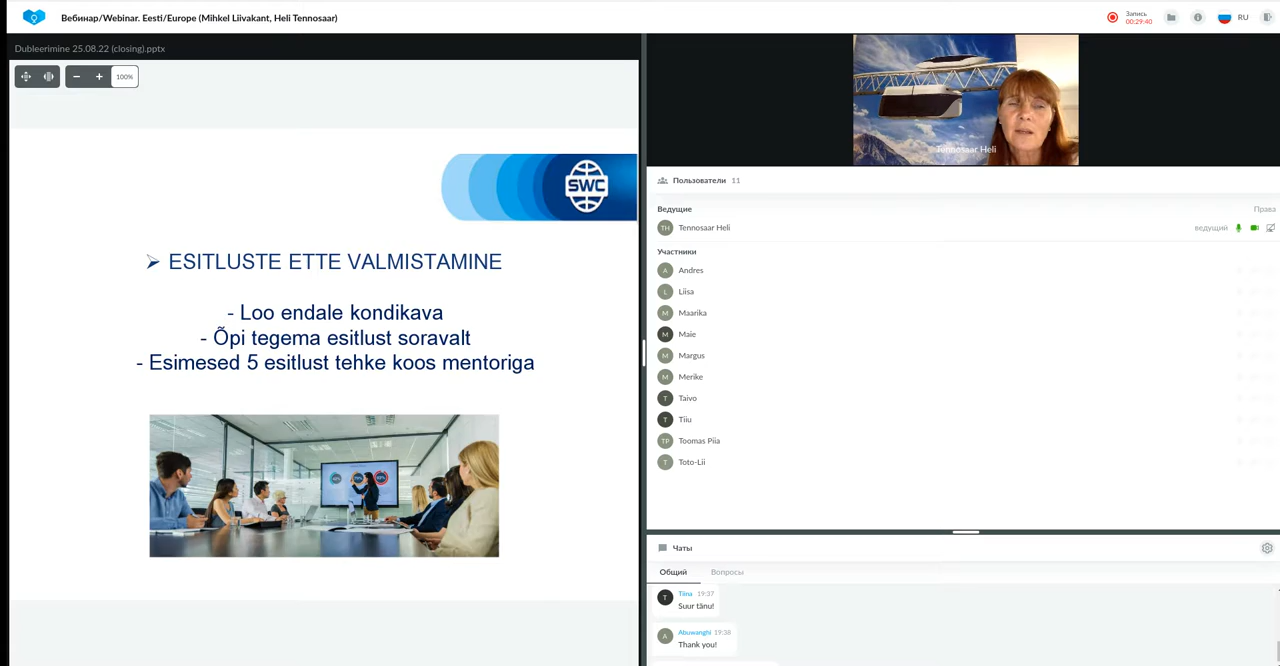 Вебинар/Webinar. Eesti/Europe (Mihkel Liivakant, Heli Tennosaar)
Запись
00:29:40
RU
Dubleerimine 25.08.22 (closing).pptx
100%
SWC
➢ ESITLUSTE ETTE VALMISTAMINE
- Loo endale kondikava
- Õpi tegema esitlust soravalt
- Esimesed 5 esitlust tehke koos mentoriga
Tennosaar Heli
Пользователи 11
Ведущие
Права
TH Tennosaar Heli
ведущий
Участники
A Andres
L Liisa
M Maarika
M Maie
M Margus
M Merike
T Taivo
T Tiiu
TP Toomas Piia
T Toto-Lii
Чаты
Общий Вопросы
T Tiina 19:37
Suur tänu!
A Abuwanghi 19:38
Thank you!